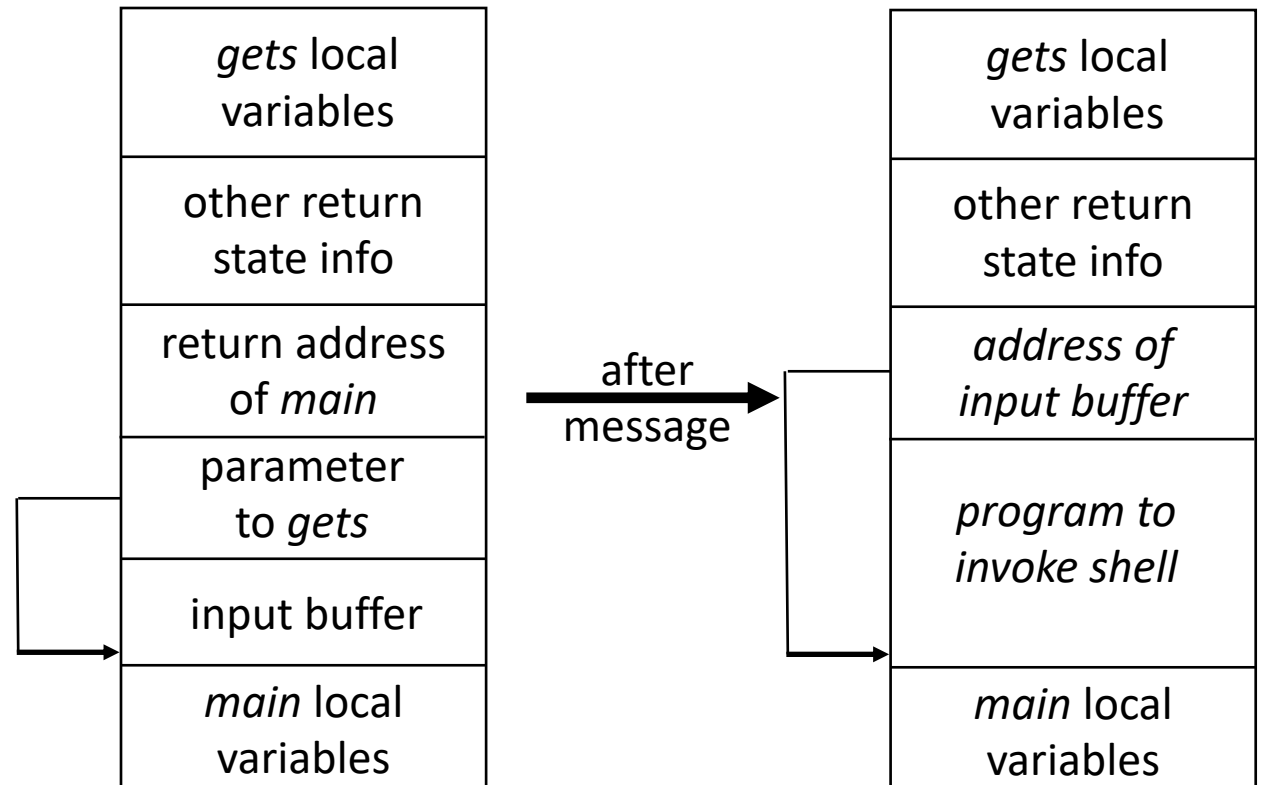 gets local
variables
other return
state info
return address
of main
parameter
to gets
input buffer
main local
variables
after
message
gets local
variables
other return
state info
address of
input buffer
program to
invoke shell
main local
variables